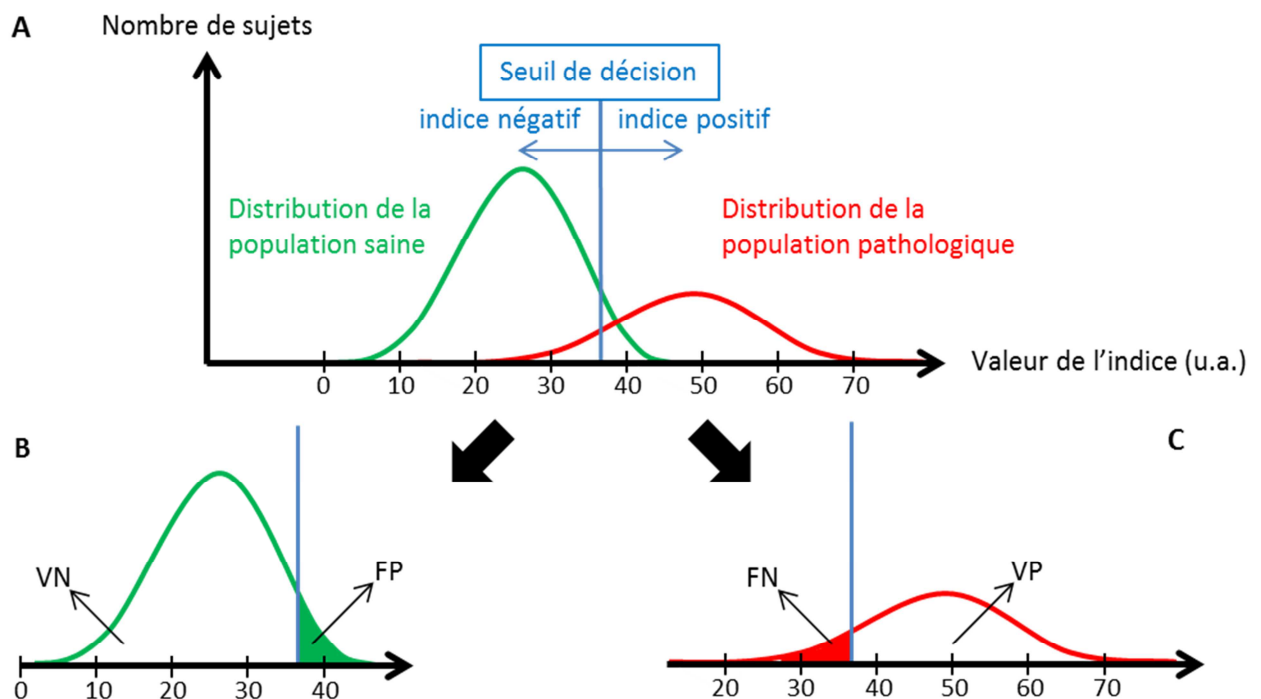 A
Nombre de sujets
Seuil de décision
indice négatif
indice positif
Distribution de la
population saine
Distribution de la
population pathologique
0 10 20 30 40 50 60 70
Valeur de l’indice (u.a.)
B
VN
FP
0 10 20 30 40
C
FN
VP
20 30 40 50 60 70